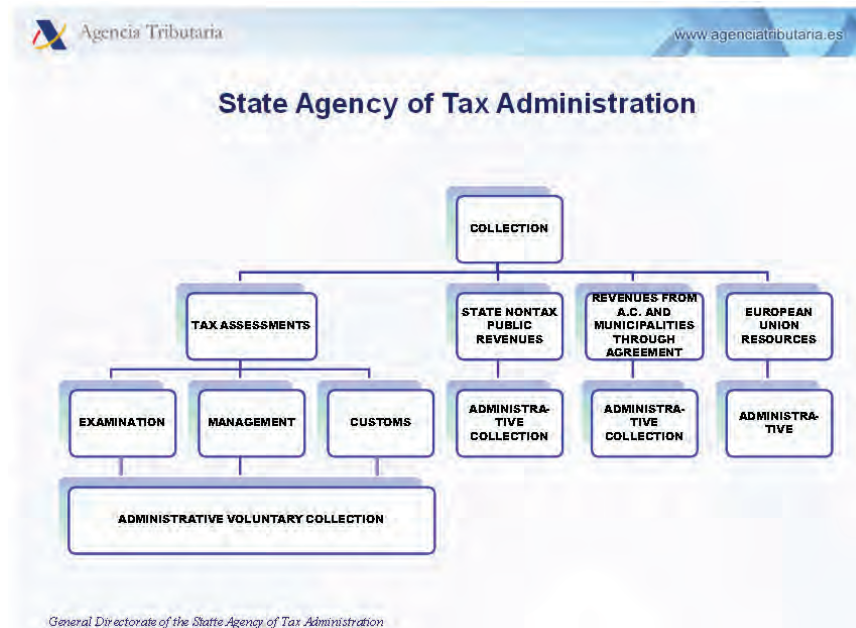 Agencia Tributaria
www.agenciatributaria.es
State Agency of Tax Administration
COLLECTION
TAX ASSESSMENTS
STATE NONTAX
PUBLIC
REVENUES
REVENUES FROM
A.C. AND
MUNICIPALITIES
THROUGH
AGREEMENT
EUROPEAN
UNION
RESOURCES
EXAMINATION
MANAGEMENT
CUSTOMS
ADMINISTRA-
TIVE
COLLECTION
ADMINISTRA-
TIVE
COLLECTION
ADMINISTRA-
TIVE
ADMINISTRATIVE VOLUNTARY COLLECTION
General Directorate of the Statte Agency of Tax Administration